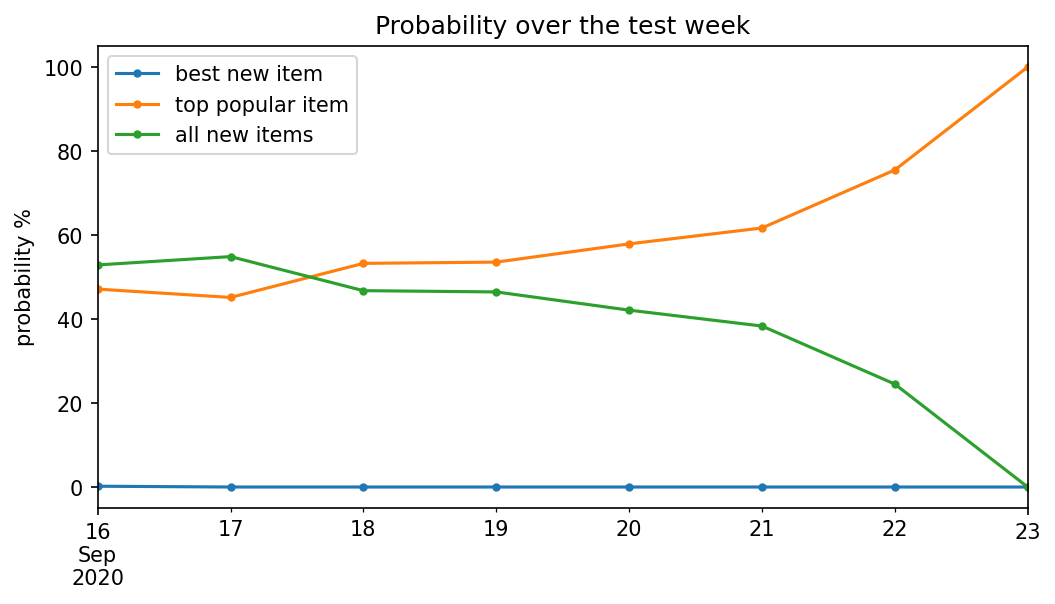 Probability over the test week
best new item
top popular item
all new items
probability %
100
80
60
40
20
0
16 17 18 19 20 21 22 23
Sep
2020